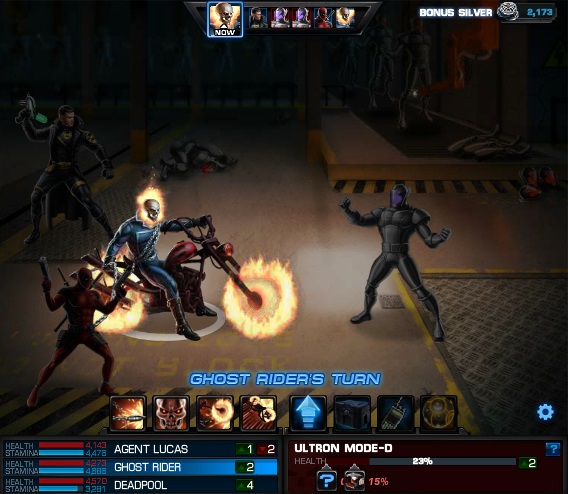 BONUS SILVER 2,173
NOW
GHOST RIDER'S TURN
HEALTH 4,143
STAMINA 4,476
AGENT LUCAS 1 2
HEALTH 4,273
STAMINA
GHOST RIDER 2
HEALTH 4,570
STAMINA 3,281
DEADPOOL 4
ULTRON MODE-D ?
HEALTH 23% 2
? 15%